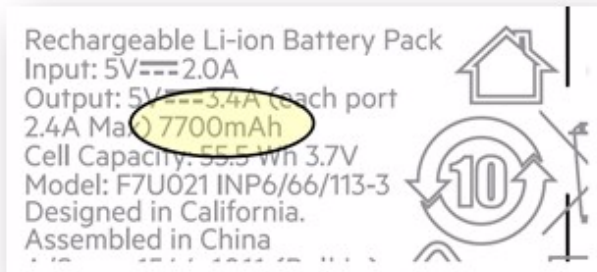 Rechargeable Li-ion Battery Pack
Input: 5V⎓2.0A
Output: 5V⎓3.4A (each port
2.4A Max) 7700mAh
Cell Capacity: 55.5 Wh 3.7V
Model: F7U021 INP6/66/113-3
Designed in California.
Assembled in China
10